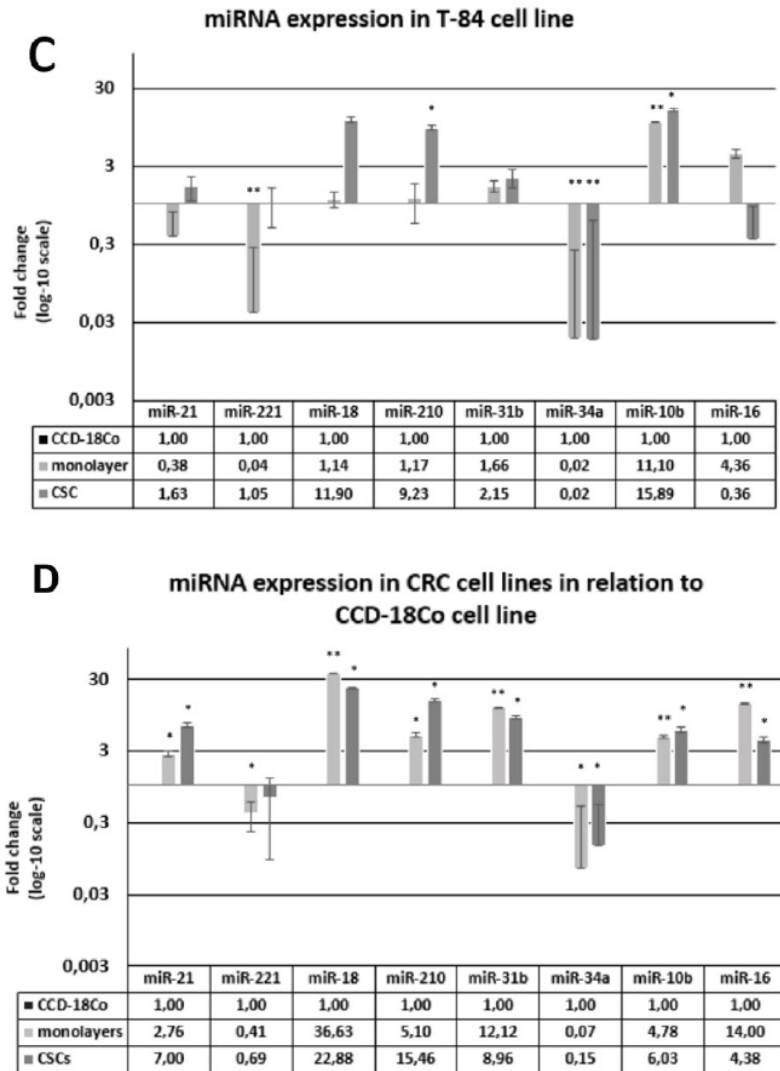 miRNA expression in T-84 cell line
C
30
**
*
*
3
**
** **
0,3
0,03
0,003
Fold change
(log-10 scale)
miR-21 miR-221 miR-18 miR-210 miR-31b miR-34a miR-10b miR-16
CCD-18Co 1,00 1,00 1,00 1,00 1,00 1,00 1,00 1,00
monolayer 0,38 0,04 1,14 1,17 1,66 0,02 11,10 4,36
CSC 1,63 1,05 11,90 9,23 2,15 0,02 15,89 0,36
D
miRNA expression in CRC cell lines in relation to
CCD-18Co cell line
30
** *
* *
* *
** *
** *
** *
3
*
* *
0,3
0,03
0,003
Fold change
(log-10 scale)
miR-21 miR-221 miR-18 miR-210 miR-31b miR-34a miR-10b miR-16
CCD-18Co 1,00 1,00 1,00 1,00 1,00 1,00 1,00 1,00
monolayers 2,76 0,41 36,63 5,10 12,12 0,07 4,78 14,00
CSCs 7,00 0,69 22,88 15,46 8,96 0,15 6,03 4,38